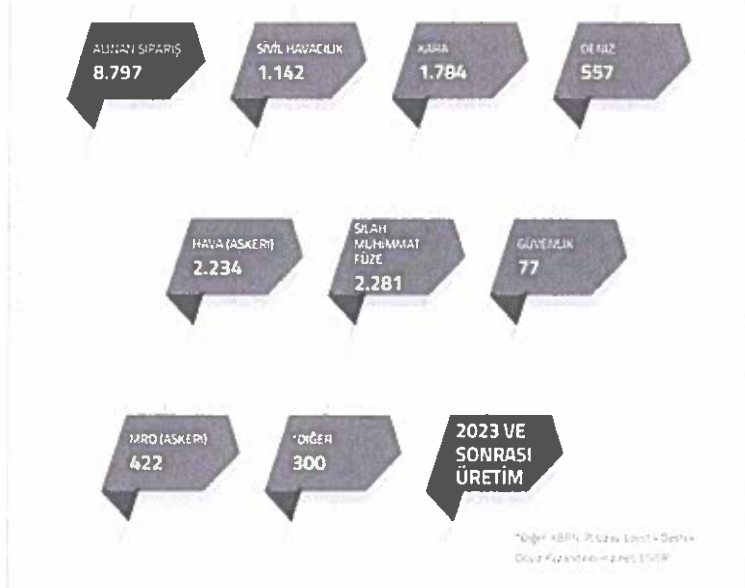 ALINAN SİPARİŞ
8.797
SİVİL HAVACILIK
1.142
KARA
1.784
DENİZ
557
HAVA (ASKERİ)
2.234
SİLAH
MÜHİMMAT
FÜZE
2.281
GÜVENLİK
77
MRO (ASKERİ)
422
*DİĞER
300
2023 VE
SONRASI
ÜRETİM
*Diğer KBRN